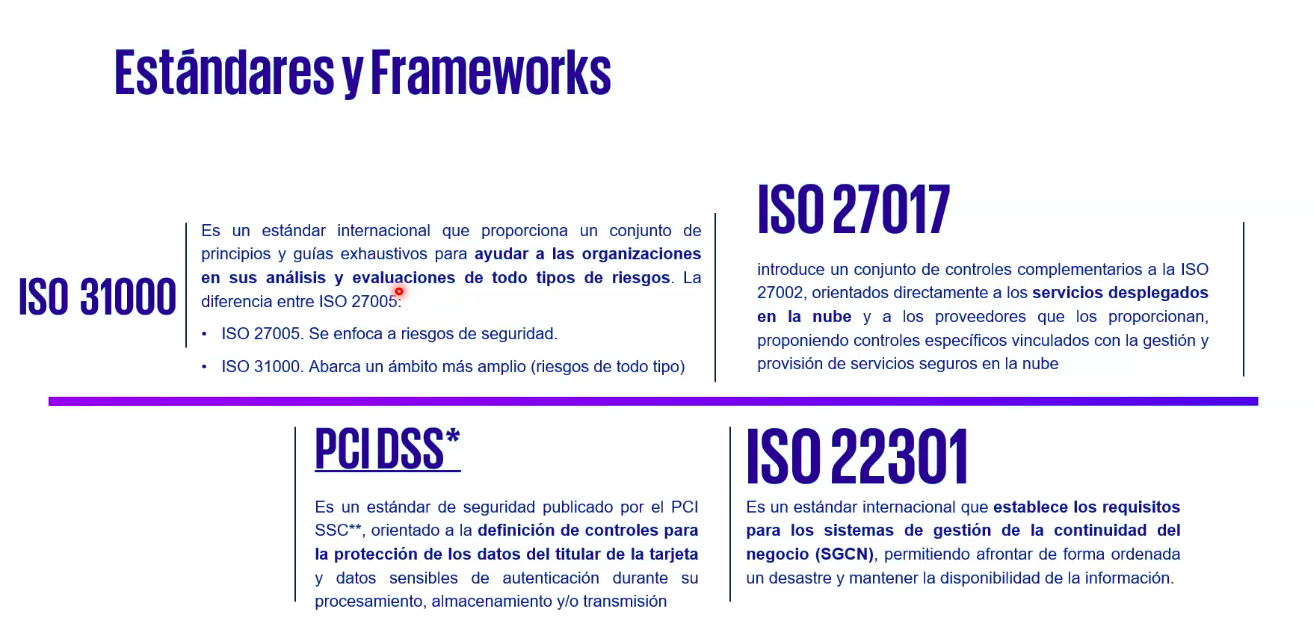 Estándares y Frameworks
ISO 31000
Es un estándar internacional que proporciona un conjunto de
principios y guías exhaustivos para ayudar a las organizaciones
en sus análisis y evaluaciones de todo tipos de riesgos. La
diferencia entre ISO 27005:
• ISO 27005. Se enfoca a riesgos de seguridad.
• ISO 31000. Abarca un ámbito más amplio (riesgos de todo tipo)
ISO 27017
introduce un conjunto de controles complementarios a la ISO
27002, orientados directamente a los servicios desplegados
en la nube y a los proveedores que los proporcionan,
proponiendo controles específicos vinculados con la gestión y
provisión de servicios seguros en la nube
PCI DSS*
Es un estándar de seguridad publicado por el PCI
SSC**, orientado a la definición de controles para
la protección de los datos del titular de la tarjeta
y datos sensibles de autenticación durante su
procesamiento, almacenamiento y/o transmisión
ISO 22301
Es un estándar internacional que establece los requisitos
para los sistemas de gestión de la continuidad del
negocio (SGCN), permitiendo afrontar de forma ordenada
un desastre y mantener la disponibilidad de la información.